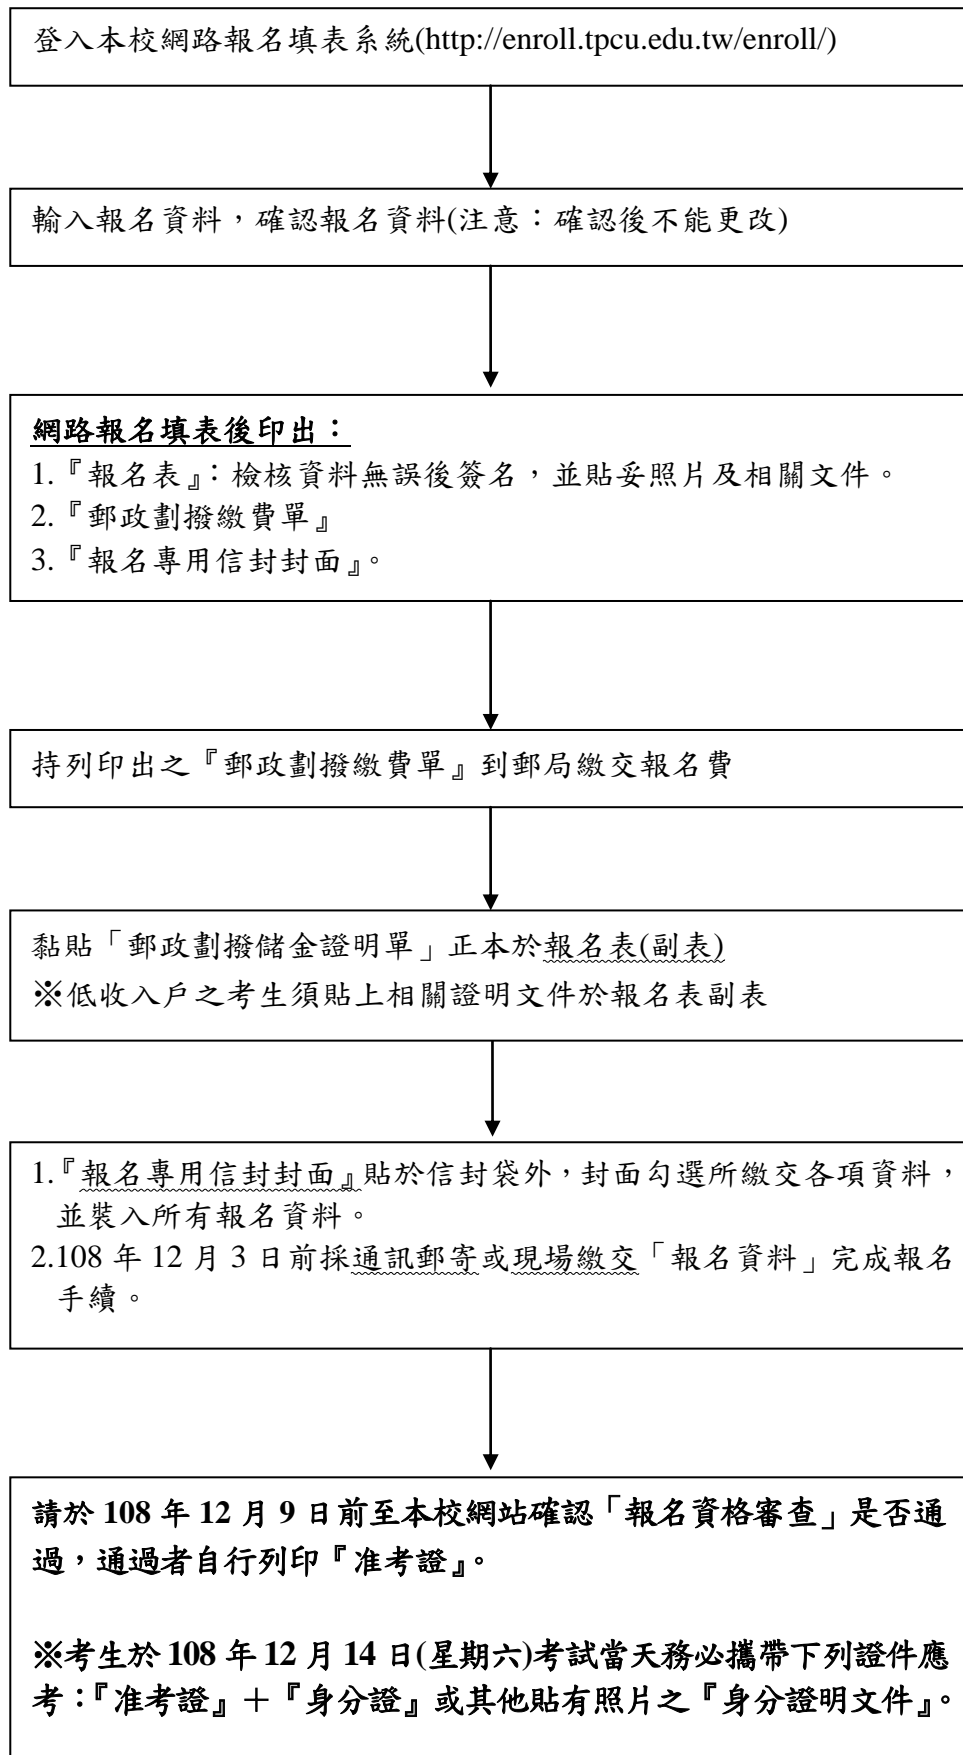 登入本校網路報名填表系統(http://enroll.tpcu.edu.tw/enroll/)
輸入報名資料，確認報名資料(注意：確認後不能更改)
網路報名填表後印出：
1.『報名表』：檢核資料無誤後簽名，並貼妥照片及相關文件。
2.『郵政劃撥繳費單』
3.『報名專用信封封面』。
持列印出之『郵政劃撥繳費單』到郵局繳交報名費
黏貼「郵政劃撥儲金證明單」正本於報名表(副表)
※低收入戶之考生須貼上相關證明文件於報名表副表
1.『報名專用信封封面』貼於信封袋外，封面勾選所繳交各項資料，
並裝入所有報名資料。
2.108 年 12 月 3 日前採通訊郵寄或現場繳交「報名資料」完成報名
手續。
請於 108 年 12 月 9 日前至本校網站確認「報名資格審查」是否通
過，通過者自行列印『准考證』。
※考生於 108 年 12 月 14 日(星期六)考試當天務必攜帶下列證件應
考：『准考證』＋『身分證』或其他貼有照片之『身分證明文件』。